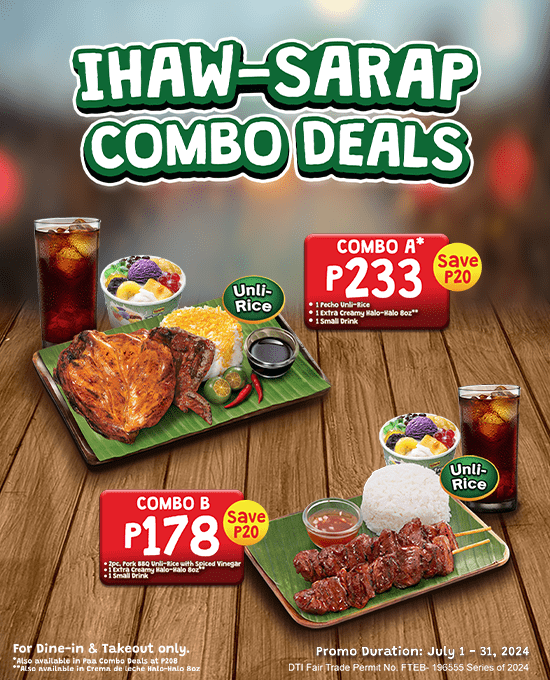 IHAW-SARAP
COMBO DEALS
COMBO A*
P233
Save
P20
• 1 Pecho Unli-Rice
• 1 Extra Creamy Halo-Halo 8oz**
• 1 Small Drink
Unli-
Rice
Unli-
Rice
COMBO B
P178
Save
P20
• 2pc. Pork BBQ Unli-Rice with Spiced Vinegar
• 1 Extra Creamy Halo-Halo 8oz**
• 1 Small Drink
For Dine-in & Takeout only.
*Also available in Paa Combo Deals at P208
**Also available in Crema de leche Halo-Halo 8oz
Promo Duration: July 1 - 31, 2024
DTI Fair Trade Permit No. FTEB- 196555 Series of 2024